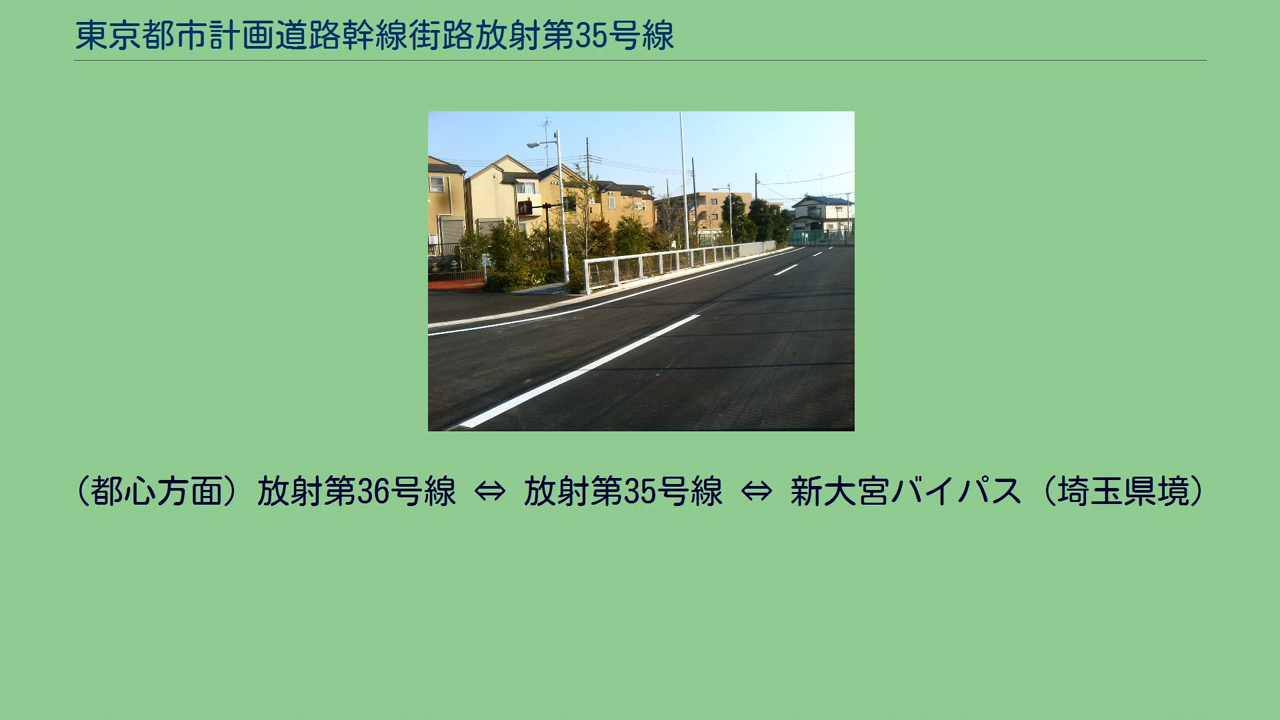 東京都市計画道路幹線街路放射第35号線
（都心方面）放射第36号線 ⇔ 放射第35号線 ⇔ 新大宮バイパス（埼玉県境）